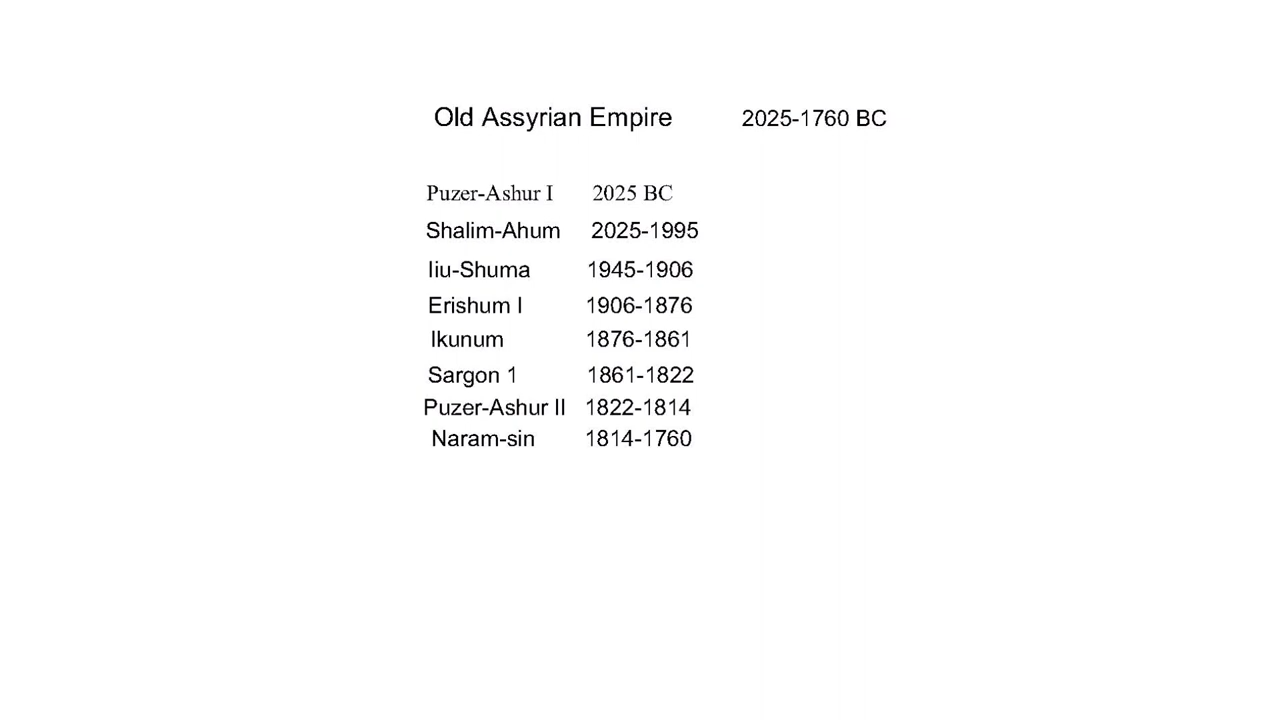 Old Assyrian Empire 2025-1760 BC
Puzer-Ashur I 2025 BC
Shalim-Ahum 2025-1995
Iiu-Shuma 1945-1906
Erishum I 1906-1876
Ikunum 1876-1861
Sargon 1 1861-1822
Puzer-Ashur II 1822-1814
Naram-sin 1814-1760